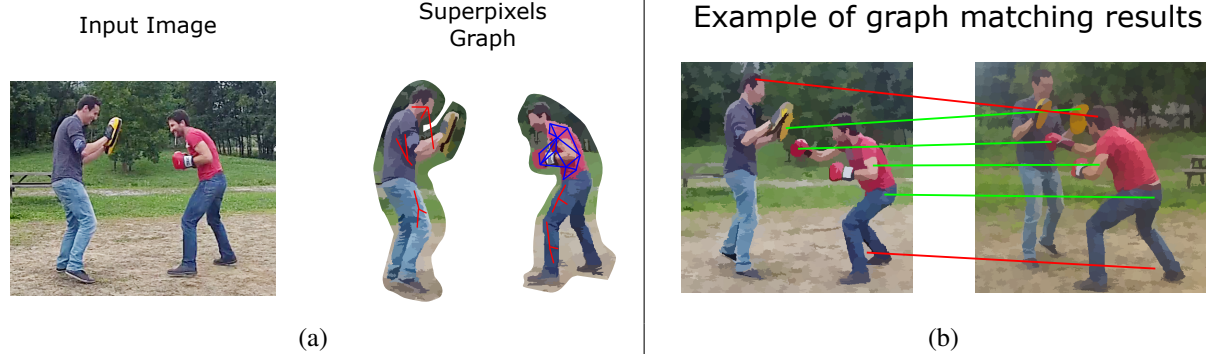 Input Image
Superpixels
Graph
(a)
Example of graph matching results
(b)